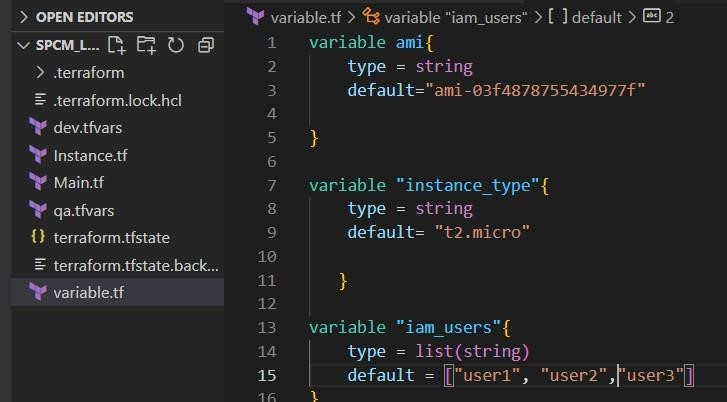 OPEN EDITORS
SPCM_L...
.terraform
.terraform.lock.hcl
dev.tfvars
Instance.tf
Main.tf
qa.tfvars
terraform.tfstate
terraform.tfstate.back...
variable.tf
variable.tf > variable "iam_users" > [ ] default > abc 2
1 variable ami{
2 type = string
3 default="ami-03f4878755434977f"
4
5 }
6
7 variable "instance_type"{
8 type = string
9 default= "t2.micro"
10
11 }
12
13 variable "iam_users"{
14 type = list(string)
15 default = ["user1", "user2","user3"]
16 }